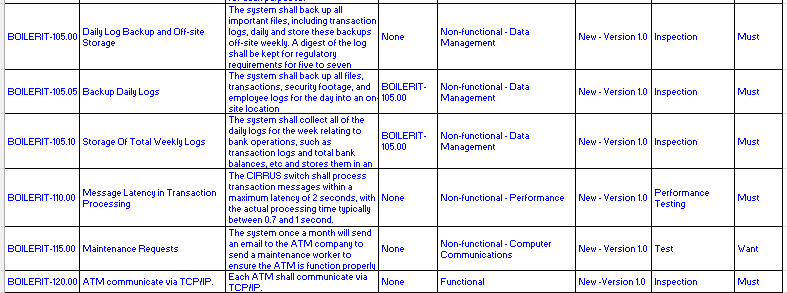 for each purpose.
The system shall back up all
important files, including transaction
BOILERIT-105.00 Daily Log Backup and Off-site Storage logs, daily and store these backups None Non-functional - Data Management New - Version 1.0 Inspection Must
off-site weekly. A digest of the log
shall be kept for regulatory
requirements for five to seven
The system shall back up all files,
BOILERIT-105.05 Backup Daily Logs transactions, security footage, and BOILERIT-105.00 Non-functional - Data Management New - Version 1.0 Inspection Must
employee logs for the day into an on-
site location
The system shall collect all of the
daily logs for the week relating to
BOILERIT-105.10 Storage Of Total Weekly Logs bank operations, such as BOILERIT-105.00 Non-functional - Data Management New - Version 1.0 Inspection Must
transaction logs and total bank
balances, etc and stores them in an
The CIRRUS switch shall process
transaction messages within a
BOILERIT-110.00 Message Latency in Transaction Processing maximum latency of 2 seconds, with None Non-functional - Performance New - Version 1.0 Performance Testing Must
the actual processing time typically
between 0.7 and 1 second.
The system once a month will send
an email to the ATM company to
BOILERIT-115.00 Maintenance Requests send a maintenance worker to None Non-functional - Computer Communications New - Version 1.0 Test Want
ensure the ATM is function properly
BOILERIT-120.00 ATM communicate via TCP/IP. Each ATM shall communicate via None Functional New -Version 1.0 Inspection Must
TCP/IP.